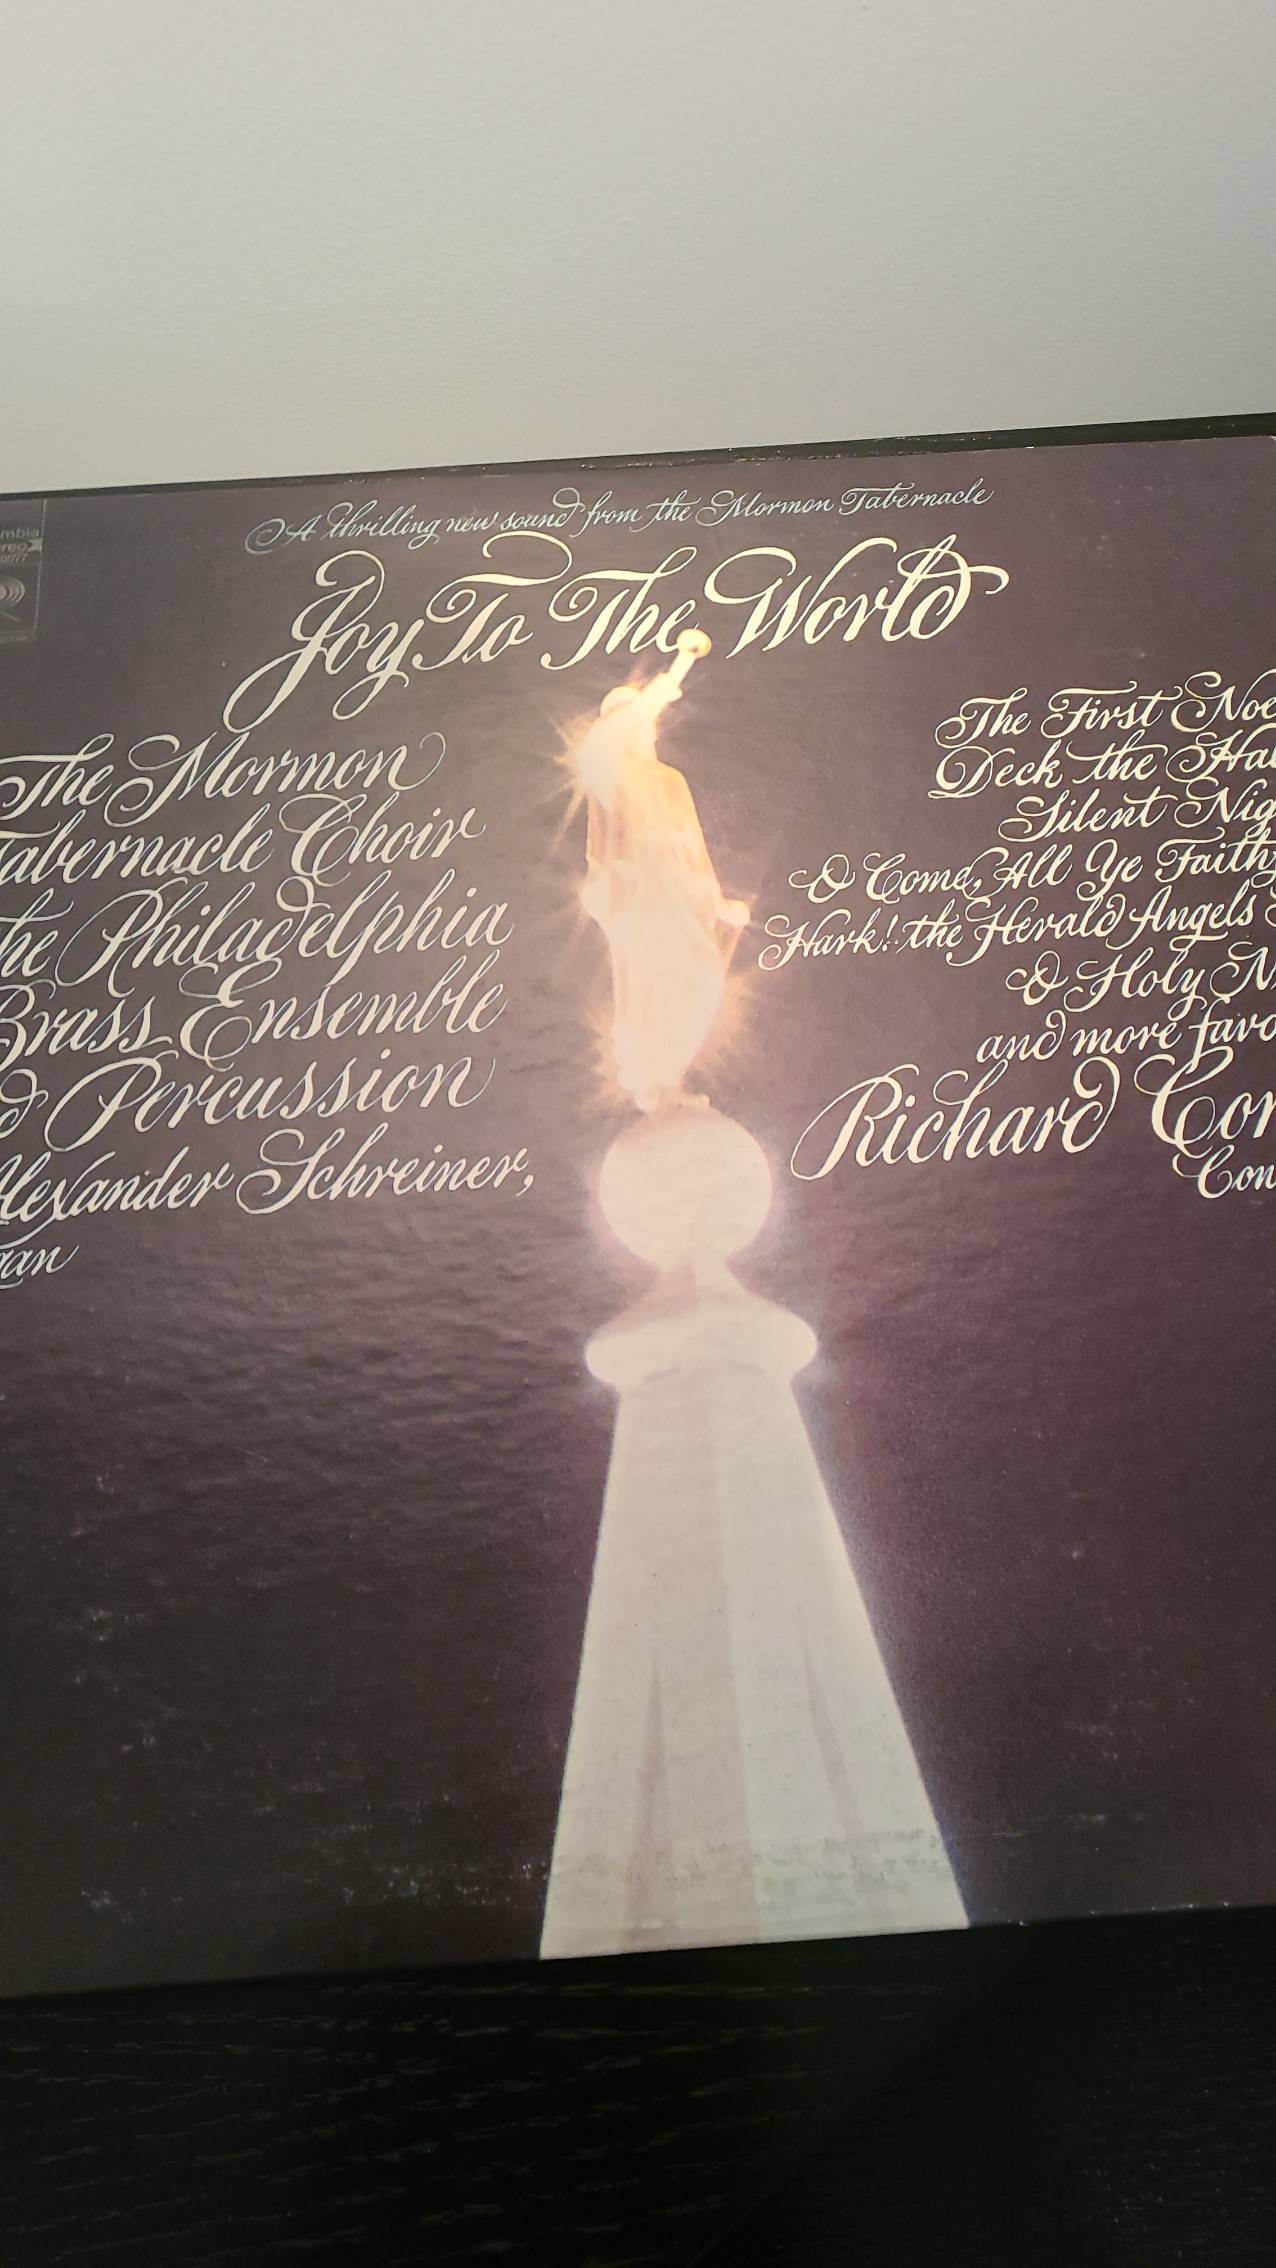 A thrilling new sound from the Mormon Tabernacle
Joy To The World
The Mormon
Tabernacle Choir
The Philadelphia
Brass Ensemble
Percussion
Alexander Schreiner,
The First
Deck the
Silent
O Come, All Ye
Hark! the Herald Angels
O Holy
and more
Richard